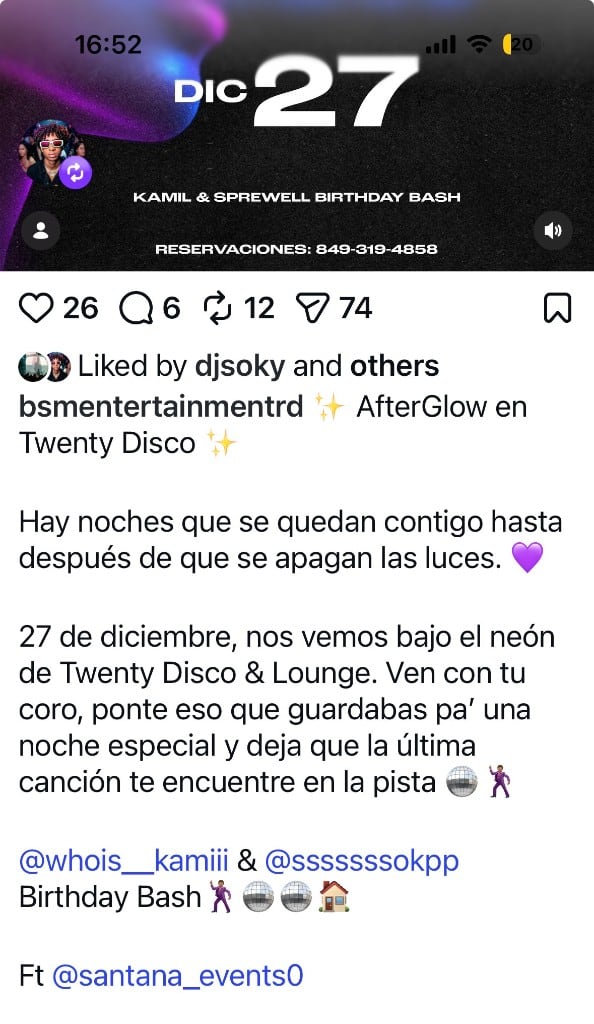 16:52
20
DIC 27
KAMIL & SPREWELL BIRTHDAY BASH
RESERVACIONES: 849-319-4858
26 6 12 74
Liked by djsoky and others
bsmentertainmentrd ✨ AfterGlow en
Twenty Disco ✨
Hay noches que se quedan contigo hasta
después de que se apagan las luces. 💜
27 de diciembre, nos vemos bajo el neón
de Twenty Disco & Lounge. Ven con tu
coro, ponte eso que guardabas pa’ una
noche especial y deja que la última
canción te encuentre en la pista 🪩🕺
@whois__kamiii & @sssssssokpp
Birthday Bash🕺🪩🪩🏠
Ft @santana_events0